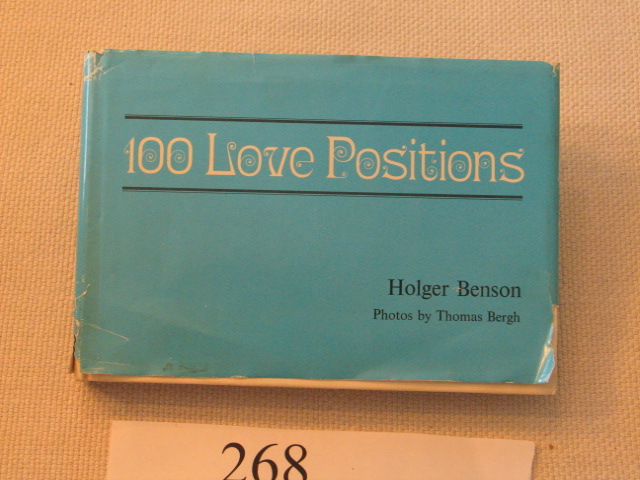 100 Love Positions
Holger Benson
Photos by Thomas Bergh
268